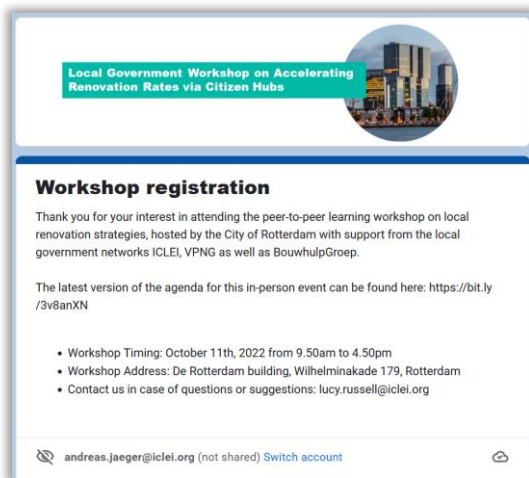 Local Government Workshop on Accelerating
Renovation Rates via Citizen Hubs
Workshop registration
Thank you for your interest in attending the peer-to-peer learning workshop on local
renovation strategies, hosted by the City of Rotterdam with support from the local
government networks ICLEI, VPNG as well as BouwhulpGroep.
The latest version of the agenda for this in-person event can be found here: https://bit.ly
/3v8anXN
• Workshop Timing: October 11th, 2022 from 9.50am to 4.50pm
• Workshop Address: De Rotterdam building, Wilhelminakade 179, Rotterdam
• Contact us in case of questions or suggestions: lucy.russell@iclei.org
andreas.jaeger@iclei.org (not shared) Switch account